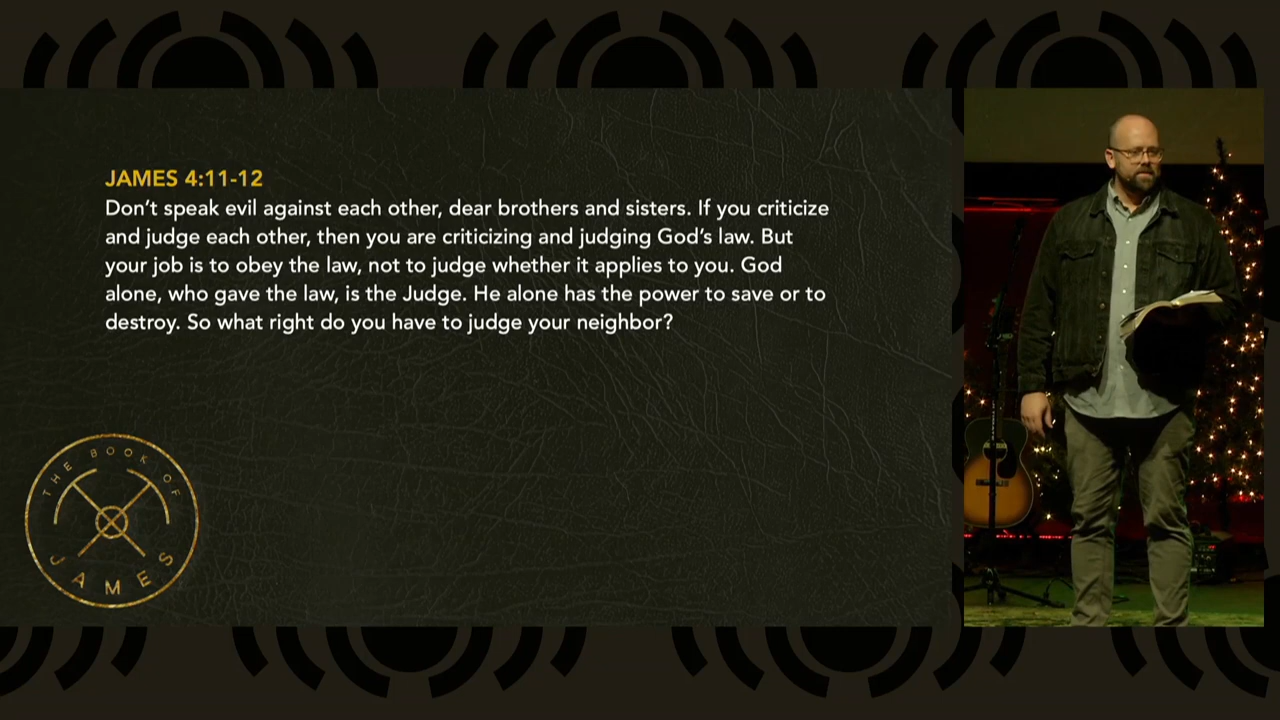 JAMES 4:11-12
Don't speak evil against each other, dear brothers and sisters. If you criticize
and judge each other, then you are criticizing and judging God's law. But
your job is to obey the law, not to judge whether it applies to you. God
alone, who gave the law, is the Judge. He alone has the power to save or to
destroy. So what right do you have to judge your neighbor?
THE BOOK OF
JAMES